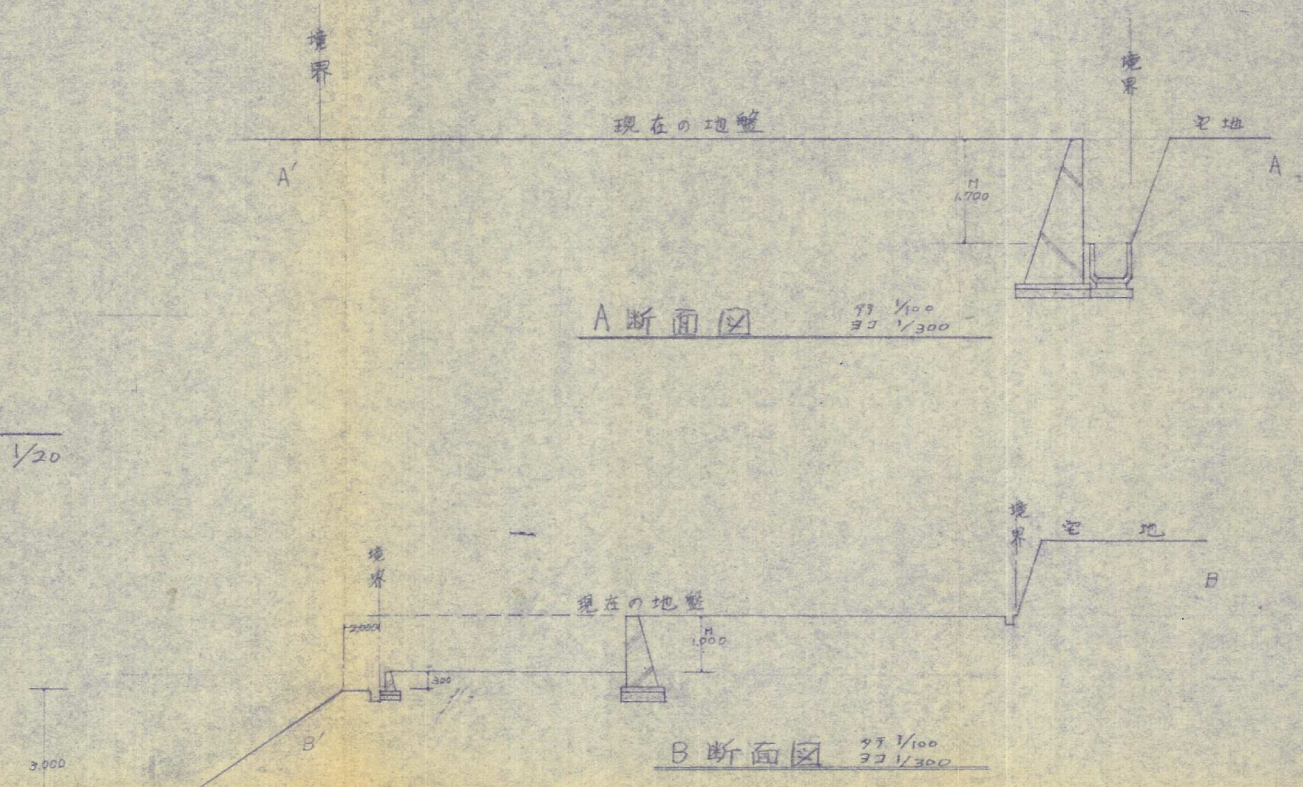 境界
境界
現在の地盤
宅地
A'
A
M
1.700
A断面図
タテ 1/100
ヨコ 1/300
1/20
境界
宅地
境界
B
現在の地盤
2,000
M
1,000
300
B'
3,000
B断面図
タテ 1/100
ヨコ 1/300